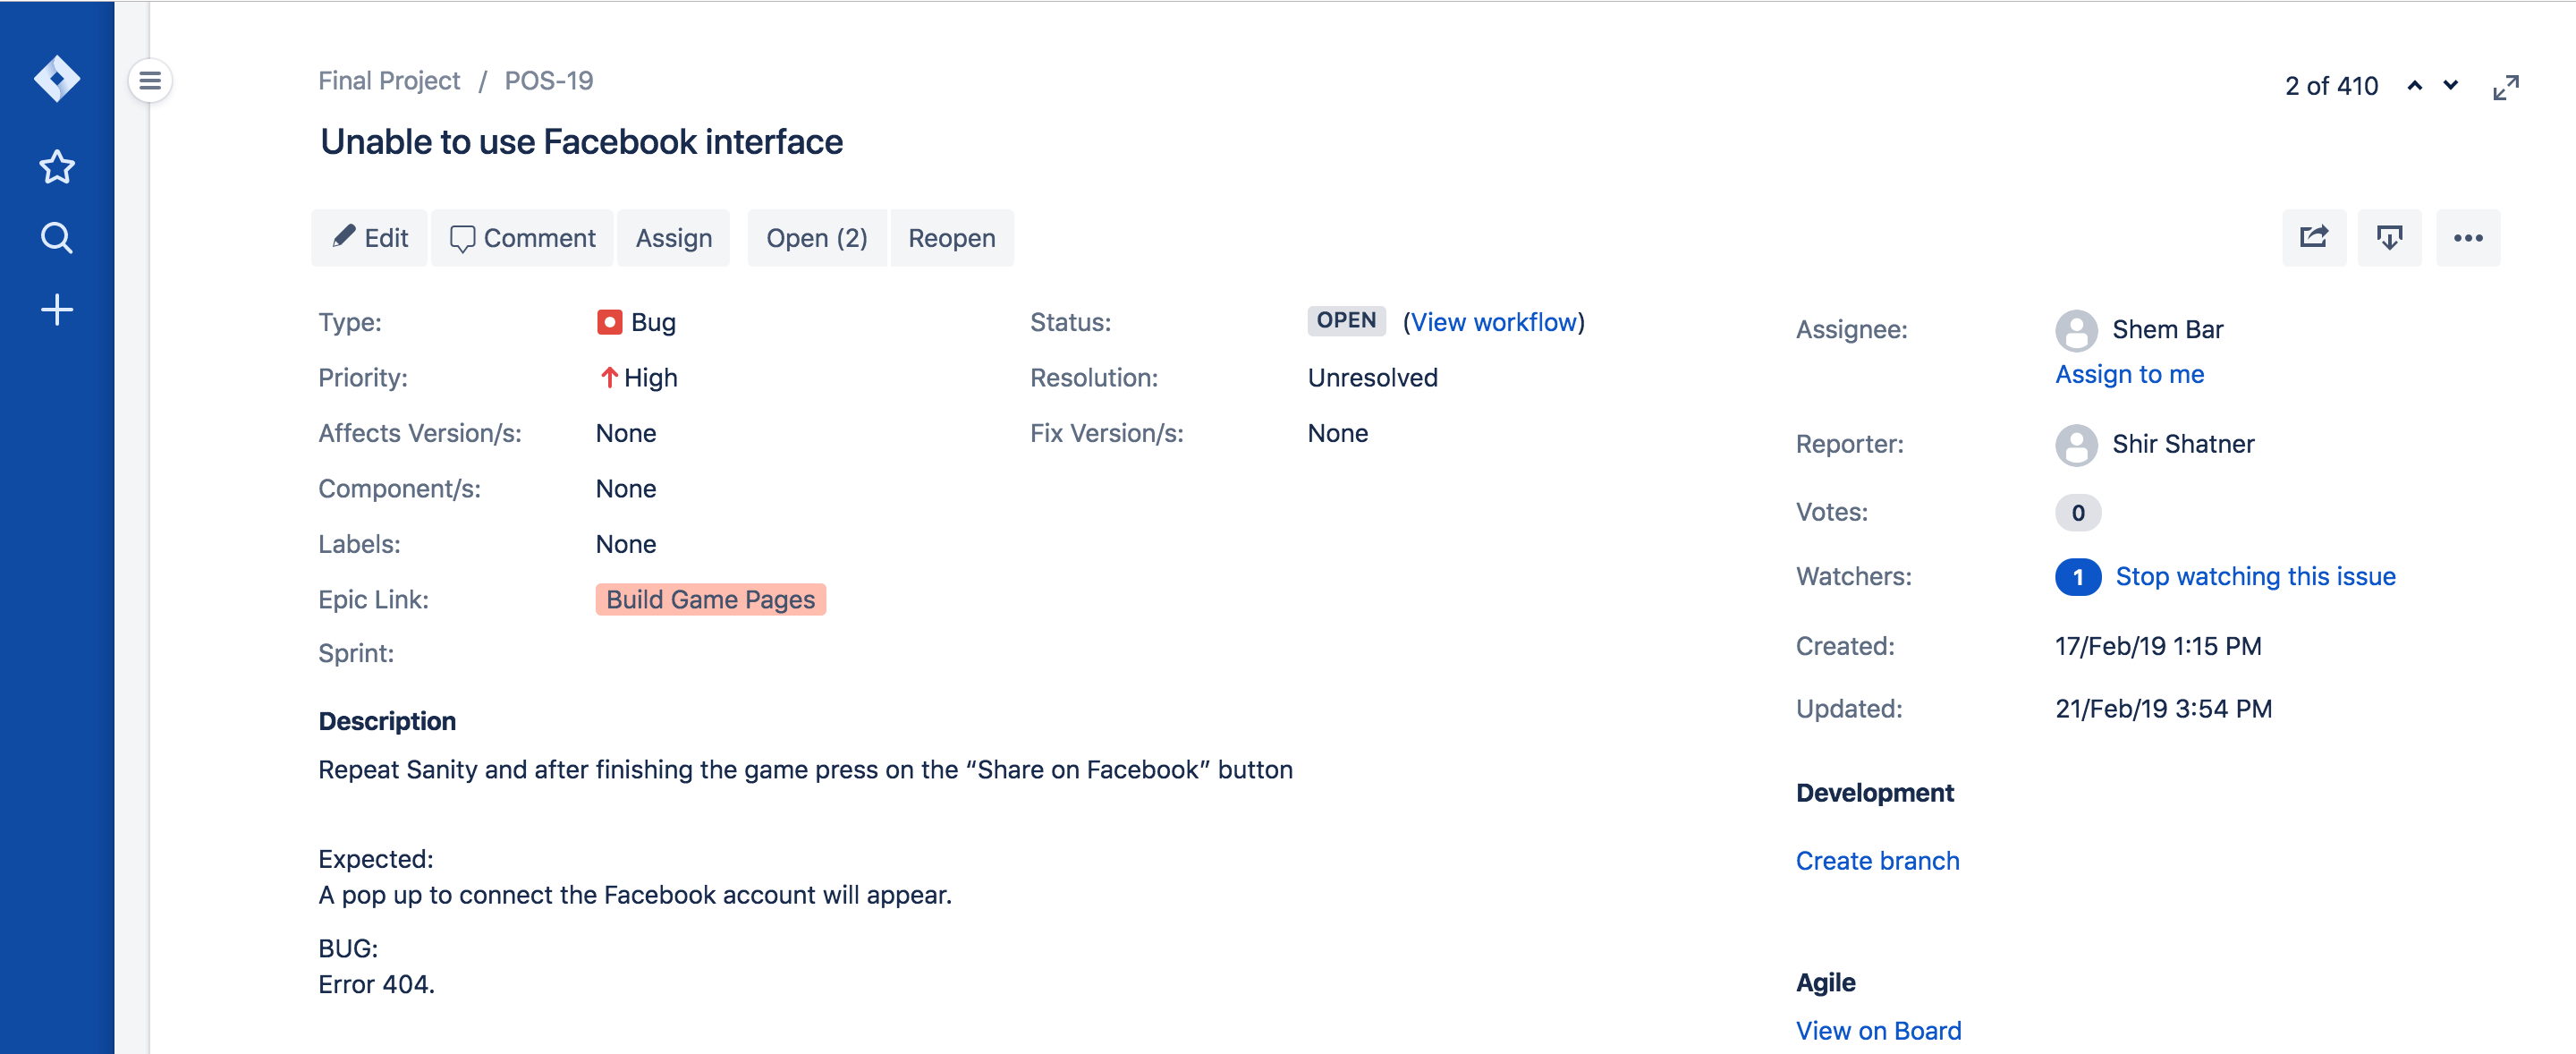 Final Project / POS-19
2 of 410
Unable to use Facebook interface
Edit Comment Assign Open (2) Reopen
Type: Bug
Priority: High
Affects Version/s: None
Component/s: None
Labels: None
Epic Link: Build Game Pages
Sprint:
Status: OPEN (View workflow)
Resolution: Unresolved
Fix Version/s: None
Description
Repeat Sanity and after finishing the game press on the “Share on Facebook” button
Expected:
A pop up to connect the Facebook account will appear.
BUG:
Error 404.
Assignee: Shem Bar
Assign to me
Reporter: Shir Shatner
Votes: 0
Watchers: 1 Stop watching this issue
Created: 17/Feb/19 1:15 PM
Updated: 21/Feb/19 3:54 PM
Development
Create branch
Agile
View on Board